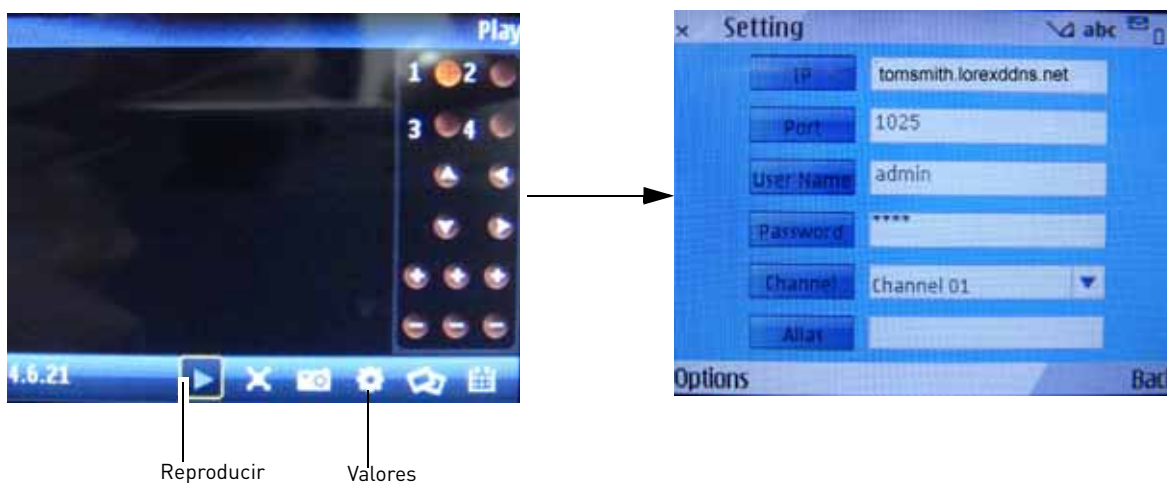 Play
1 2
3 4
4.6.21
Reproducir
Valores
Setting
abc
IP
tomsmith.lorexddns.net
Port
1025
User Name
admin
Password
****
Channel
Channel 01
Alias
Options
Back